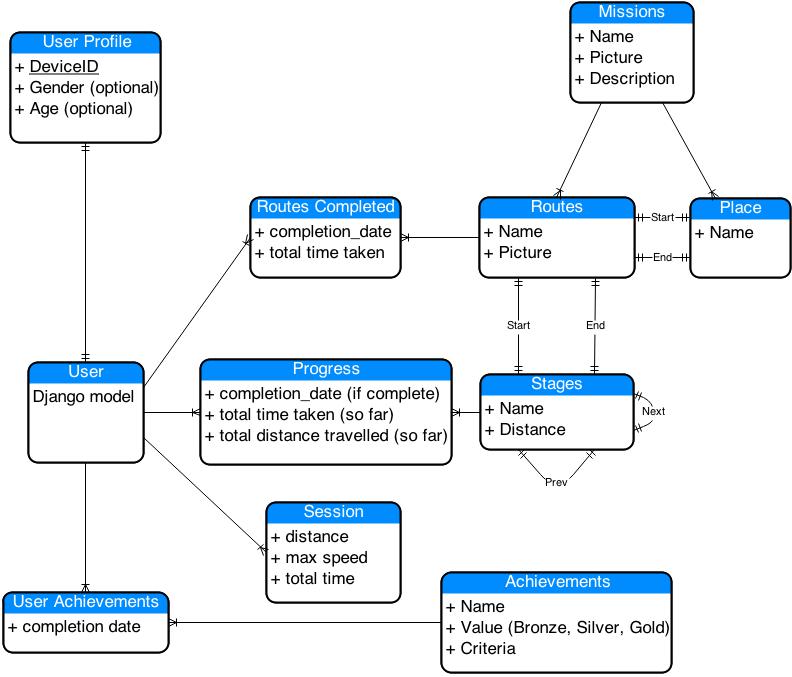 Missions
+ Name
+ Picture
+ Description
User Profile
+ DeviceID
+ Gender (optional)
+ Age (optional)
Routes Completed
+ completion_date
+ total time taken
Routes
+ Name
+ Picture
Start
End
Place
+ Name
Start
End
User
Django model
Progress
+ completion_date (if complete)
+ total time taken (so far)
+ total distance travelled (so far)
Stages
+ Name
+ Distance
Next
Prev
Session
+ distance
+ max speed
+ total time
User Achievements
+ completion date
Achievements
+ Name
+ Value (Bronze, Silver, Gold)
+ Criteria